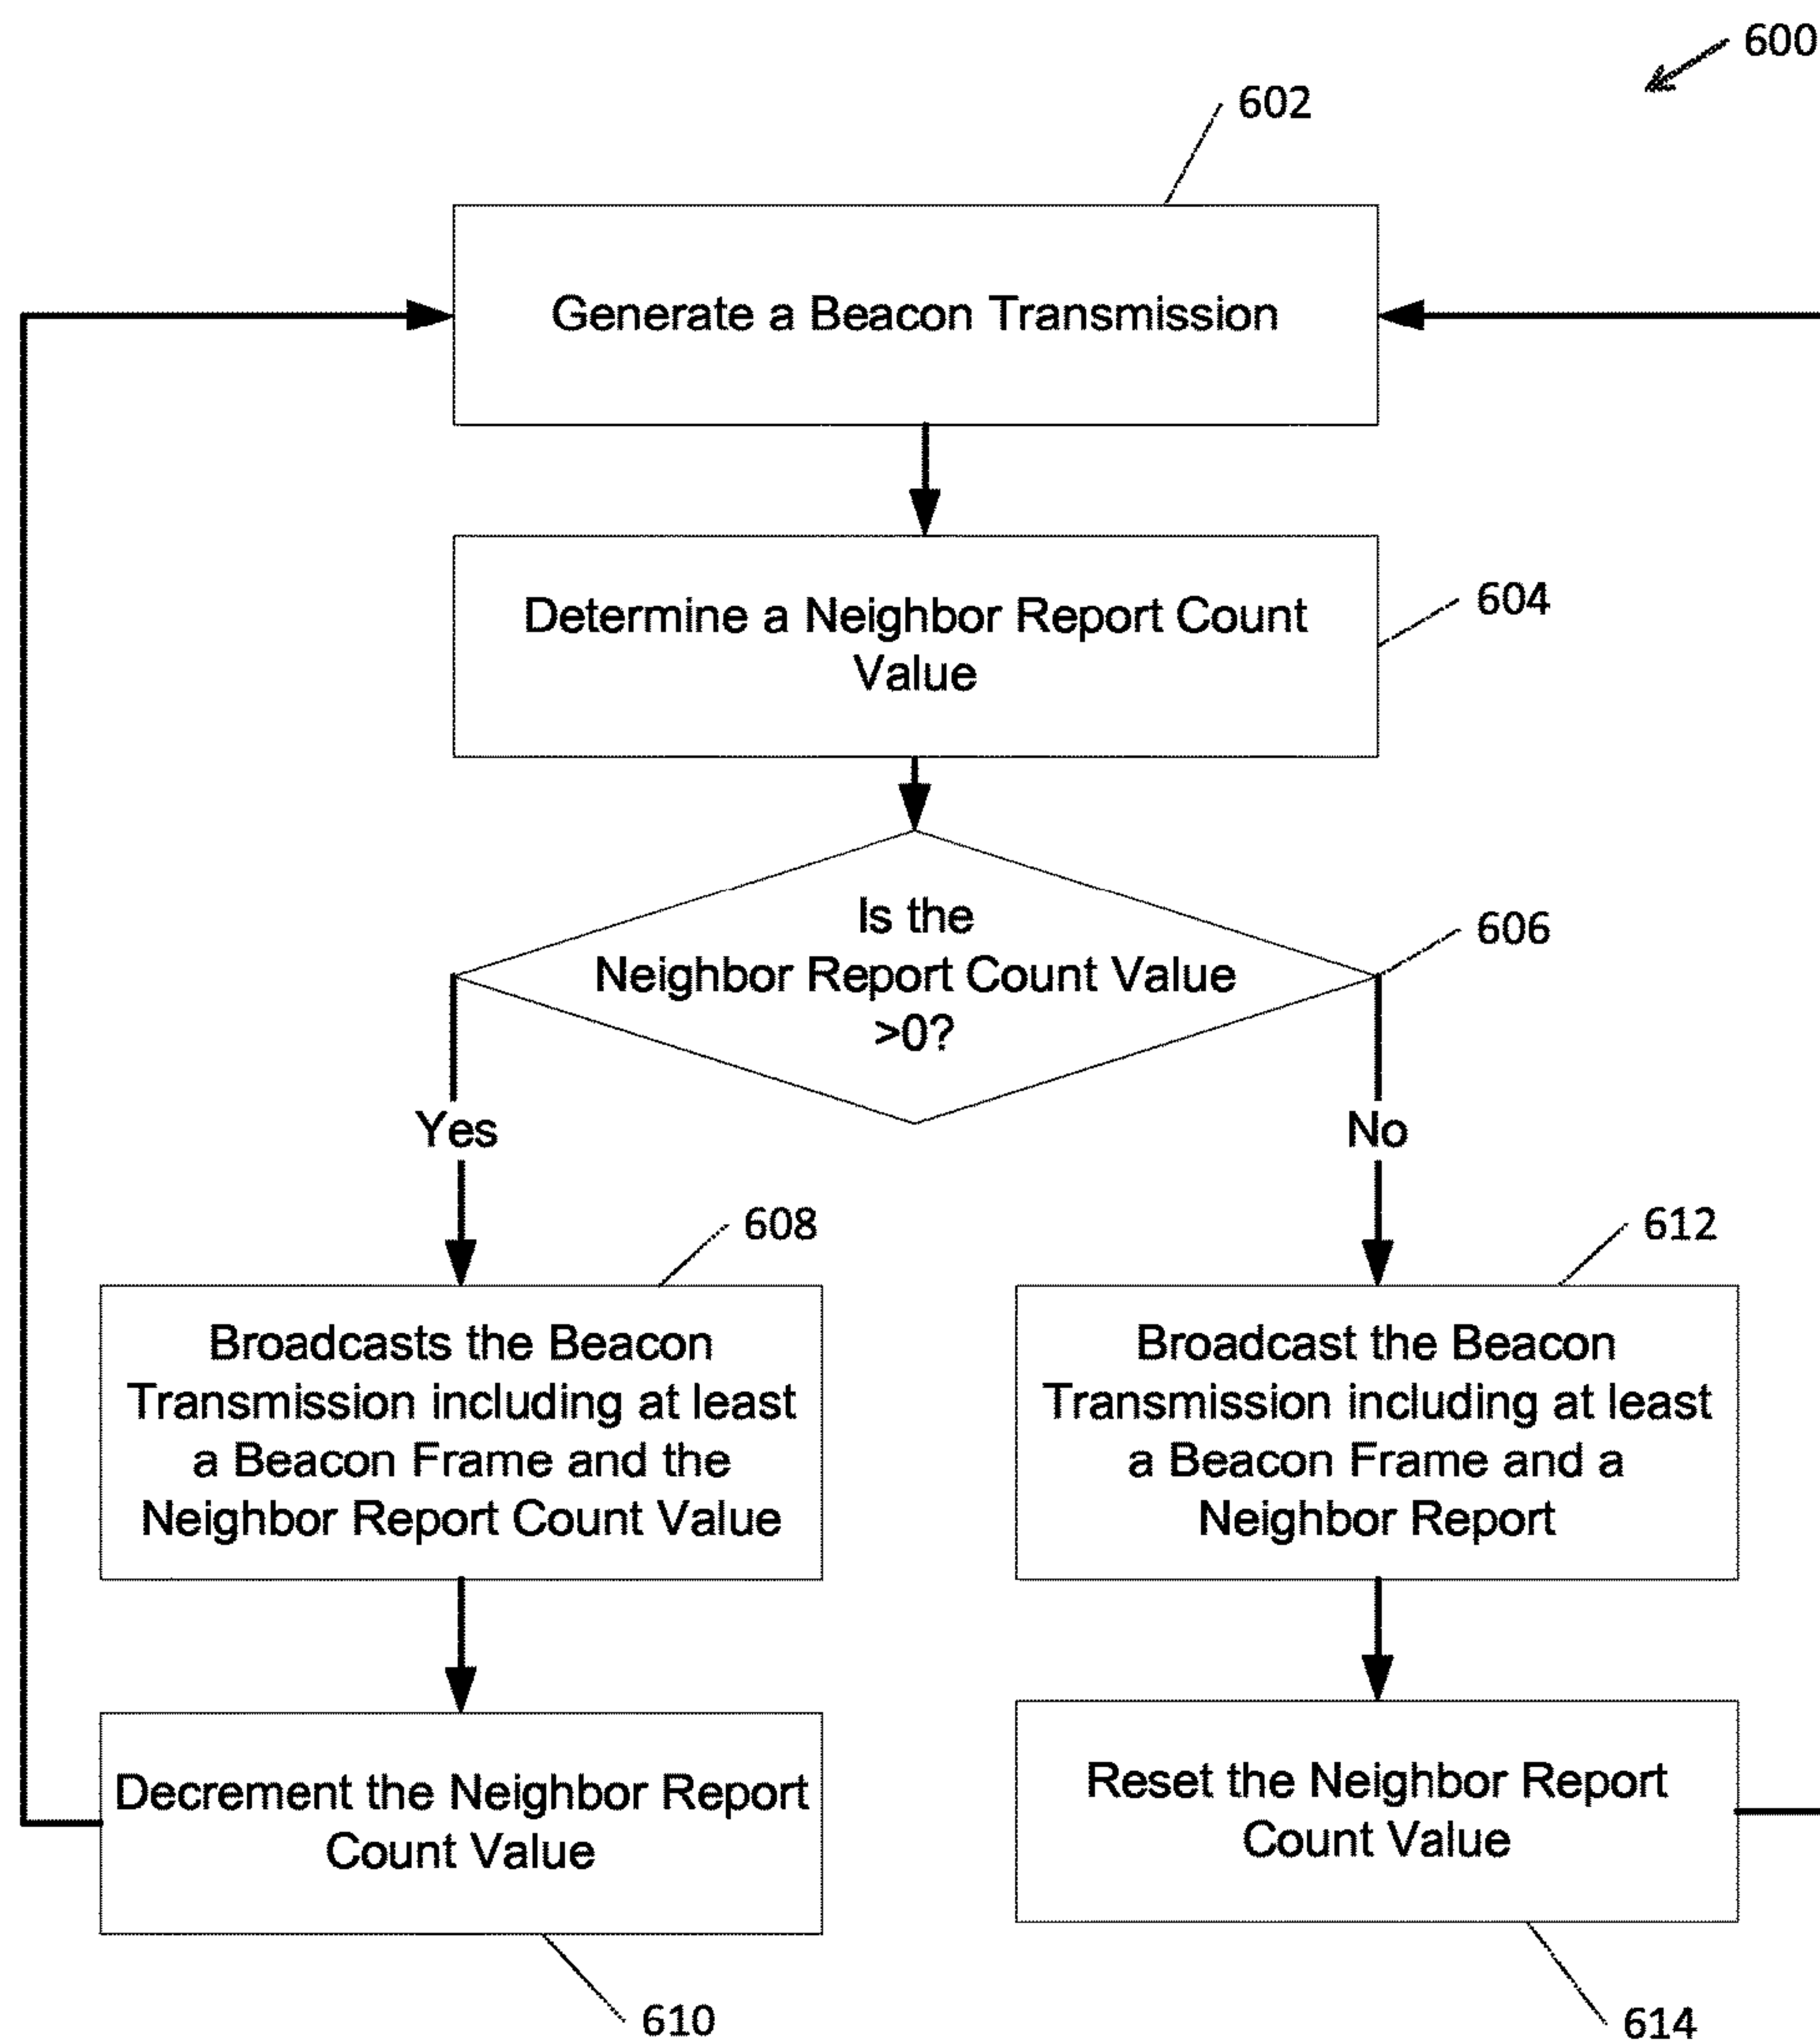 600
602
Generate a Beacon Transmission
Determine a Neighbor Report Count
Value
604
Is the
Neighbor Report Count Value
>0?
606
Yes
No
608
612
Broadcasts the Beacon
Transmission including at least
a Beacon Frame and the
Neighbor Report Count Value
Broadcast the Beacon
Transmission including at least
a Beacon Frame and a
Neighbor Report
Decrement the Neighbor Report
Count Value
Reset the Neighbor Report
Count Value
610
614